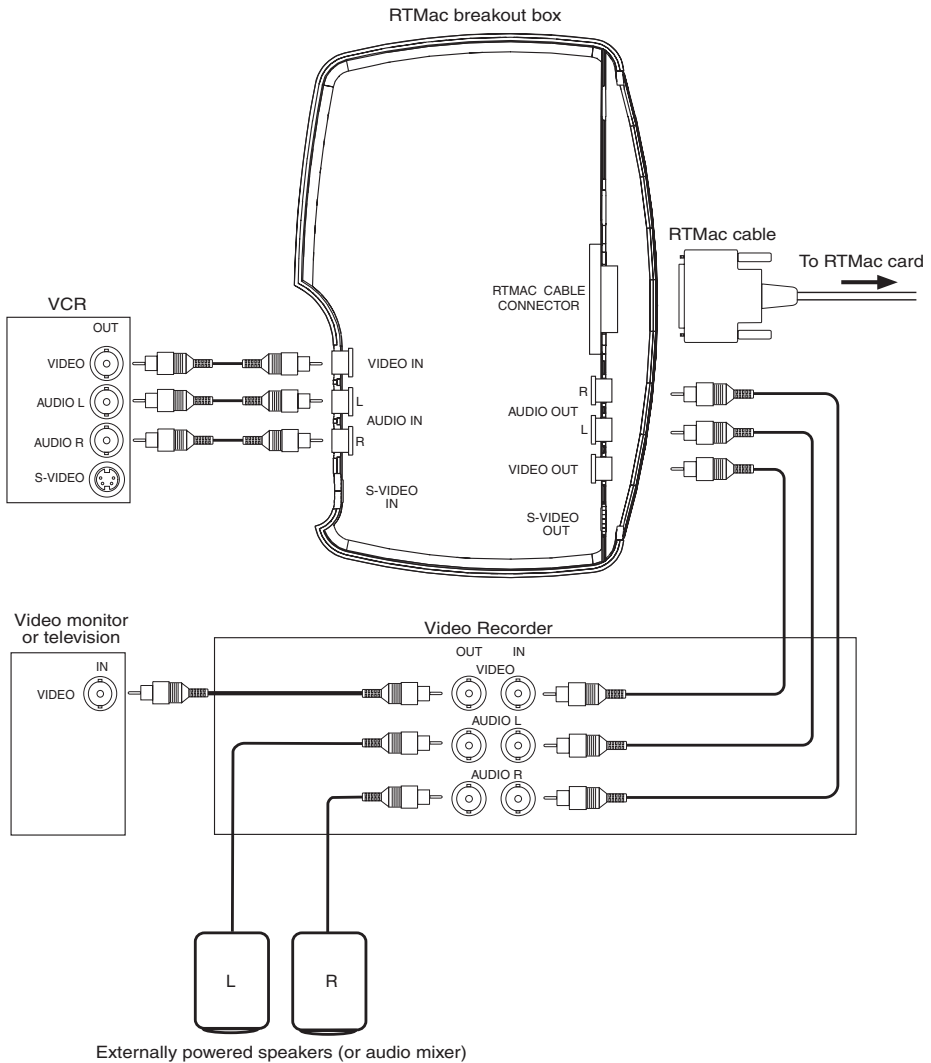 RTMac breakout box
RTMac cable
To RTMac card
RTMAC CABLE
CONNECTOR
VCR
OUT
VIDEO
AUDIO L
AUDIO R
S-VIDEO
VIDEO IN
L
AUDIO IN
R
S-VIDEO
IN
R
AUDIO OUT
L
VIDEO OUT
S-VIDEO
OUT
Video monitor
or television
IN
VIDEO
Video Recorder
OUT IN
VIDEO
AUDIO L
AUDIO R
L
R
Externally powered speakers (or audio mixer)